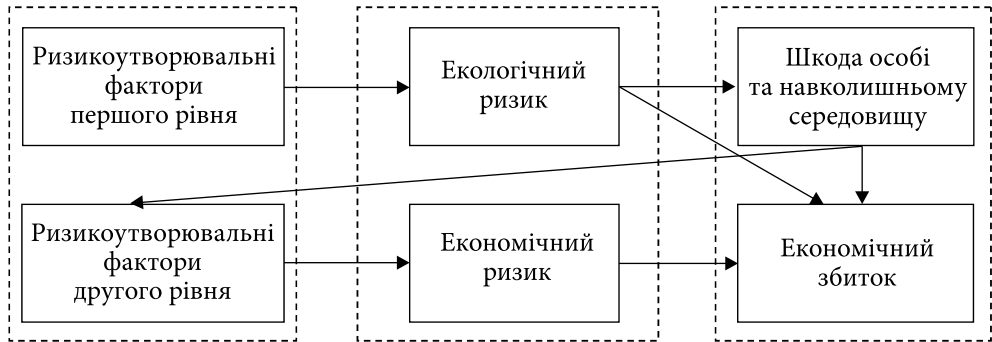 Ризикоутворювальні
фактори
першого рівня
Екологічний
ризик
Шкода особі
та навколишньому
середовищу
Ризикоутворювальні
фактори
другого рівня
Економічний
ризик
Економічний
збиток